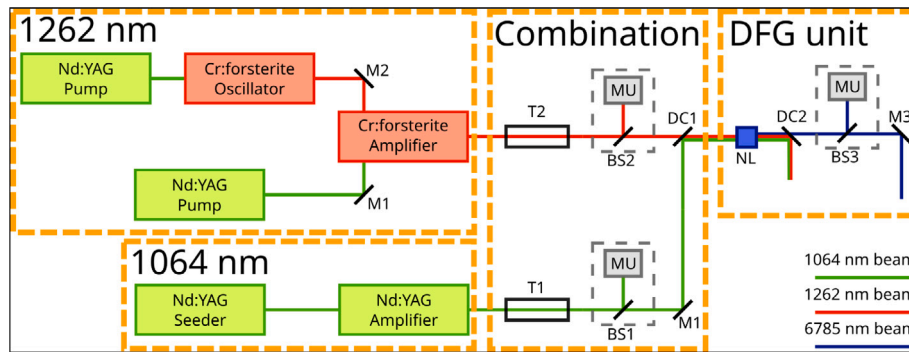 1262 nm
Nd:YAG
Pump
Cr:forsterite
Oscillator
M2
Cr:forsterite
Amplifier
Nd:YAG
Pump
M1
1064 nm
Nd:YAG
Seeder
Nd:YAG
Amplifier
Combination
T2
MU
BS2
DC1
T1
MU
BS1
M1
DFG unit
NL
DC2
MU
BS3
M3
1064 nm beam
1262 nm beam
6785 nm beam